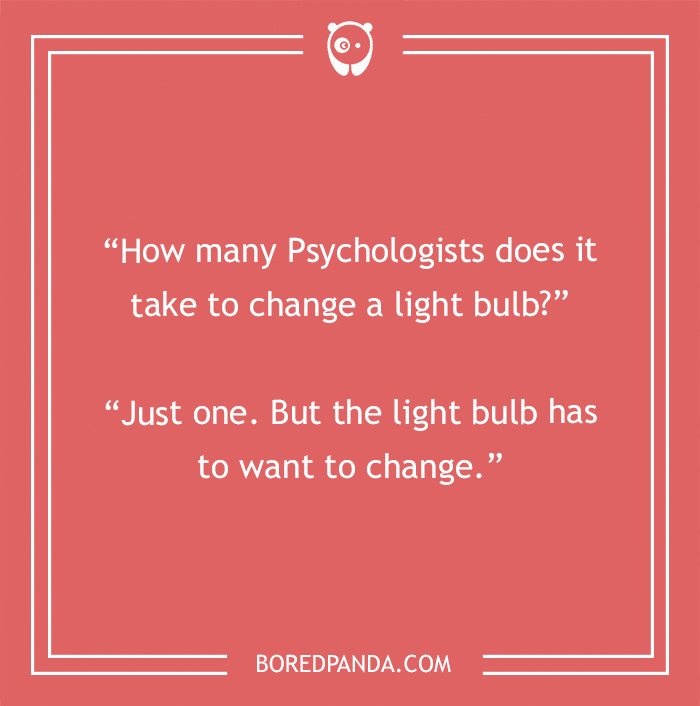 “How many Psychologists does it
take to change a light bulb?”
“Just one. But the light bulb has
to want to change.”
BOREDPANDA.COM